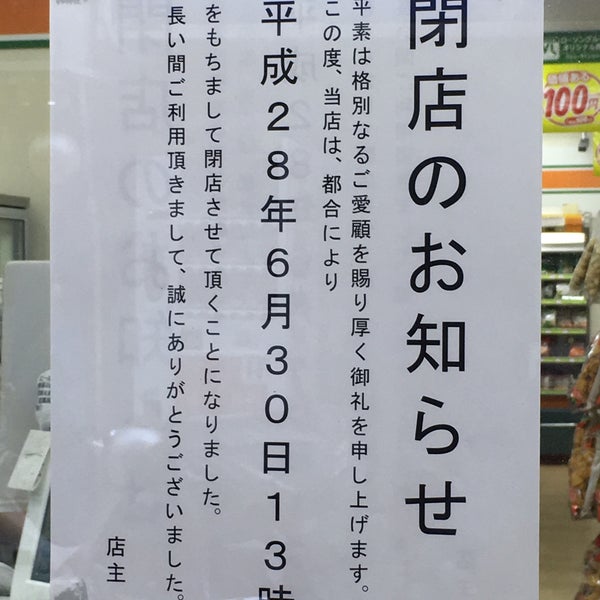 閉店のお知らせ
平素は格別なるご愛顧を賜り厚く御礼を申し上げます。
この度、当店は、都合により
平成28年6月30日13時
をもちまして閉店させて頂くことになりました。
長い間ご利用頂きまして、誠にありがとうございました。
店主
価値ある
100円